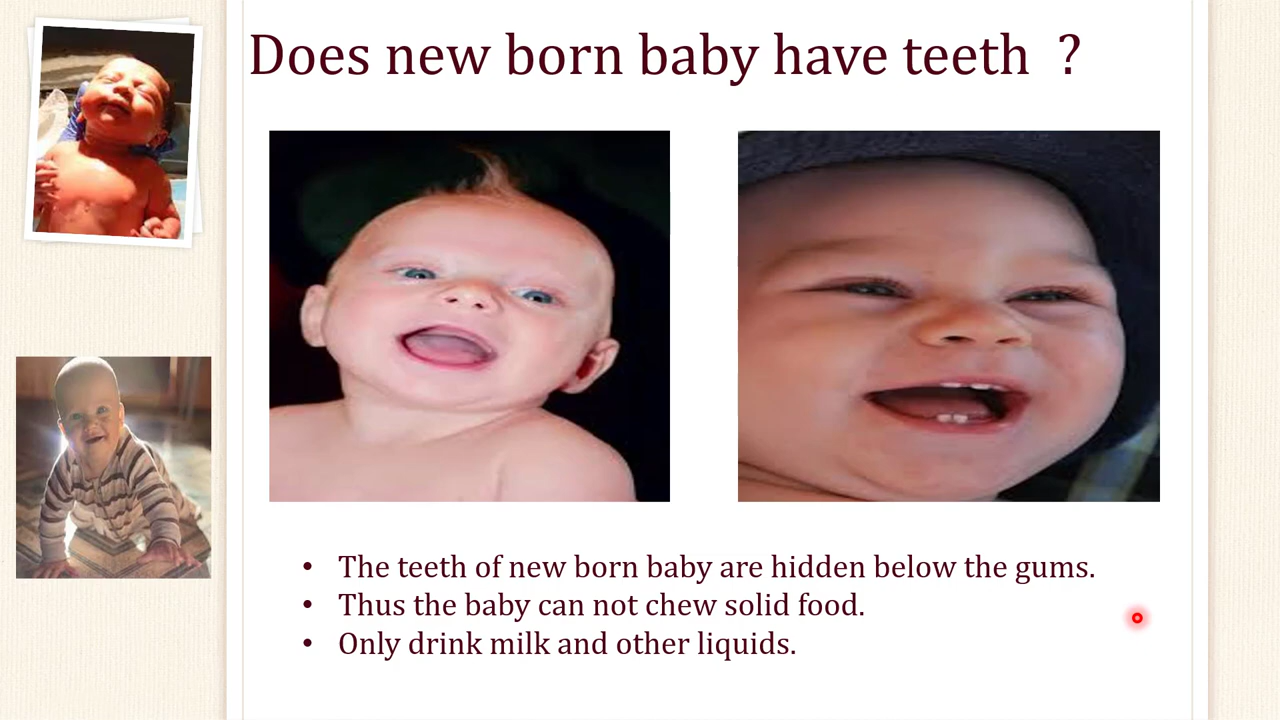 Does new born baby have teeth ?
• The teeth of new born baby are hidden below the gums.
• Thus the baby can not chew solid food.
• Only drink milk and other liquids.